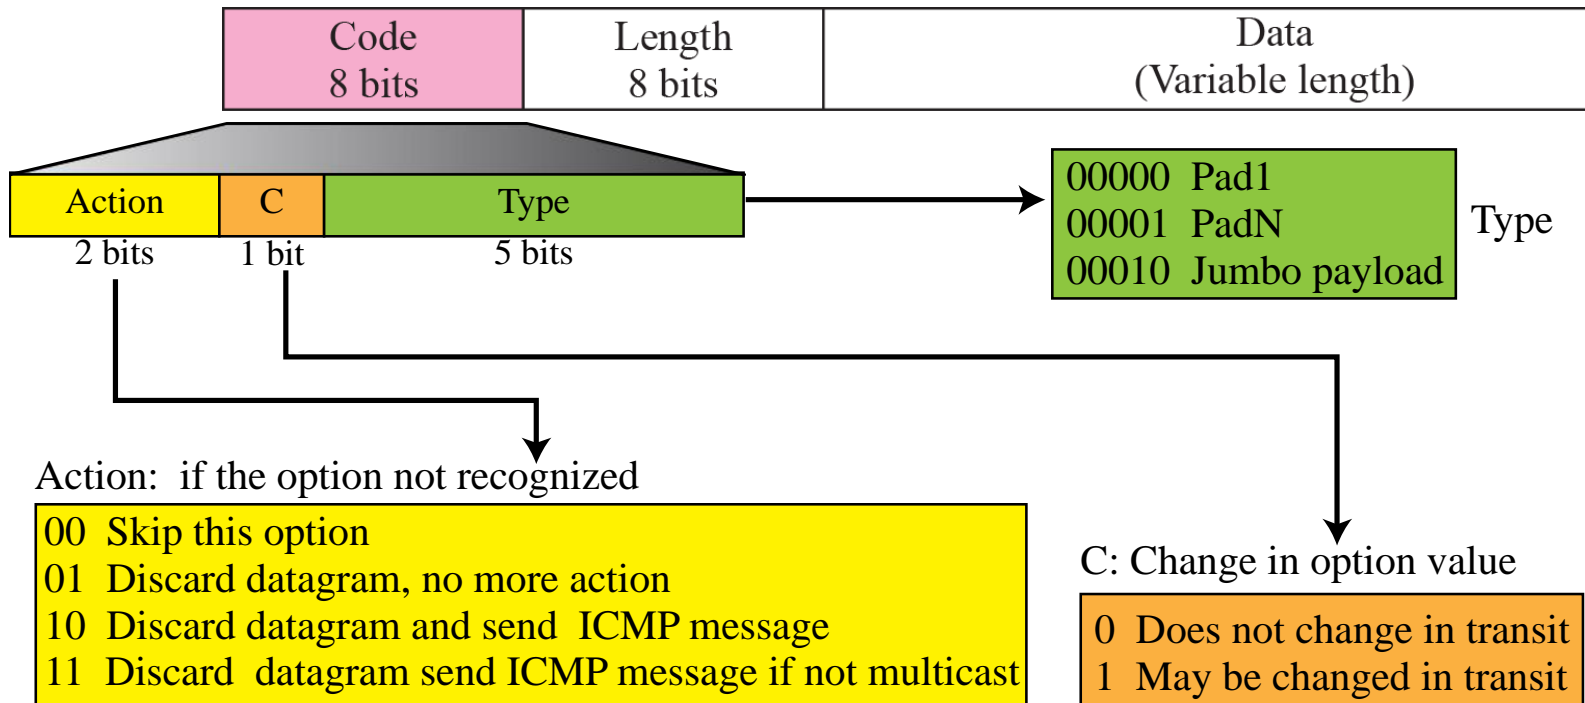 Code
8 bits
Length
8 bits
Data
(Variable length)
Action
C
Type
2 bits
1 bit
5 bits
00000 Pad1
00001 PadN
00010 Jumbo payload
Type
Action: if the option not recognized
00 Skip this option
01 Discard datagram, no more action
10 Discard datagram and send ICMP message
11 Discard datagram send ICMP message if not multicast
C: Change in option value
0 Does not change in transit
1 May be changed in transit